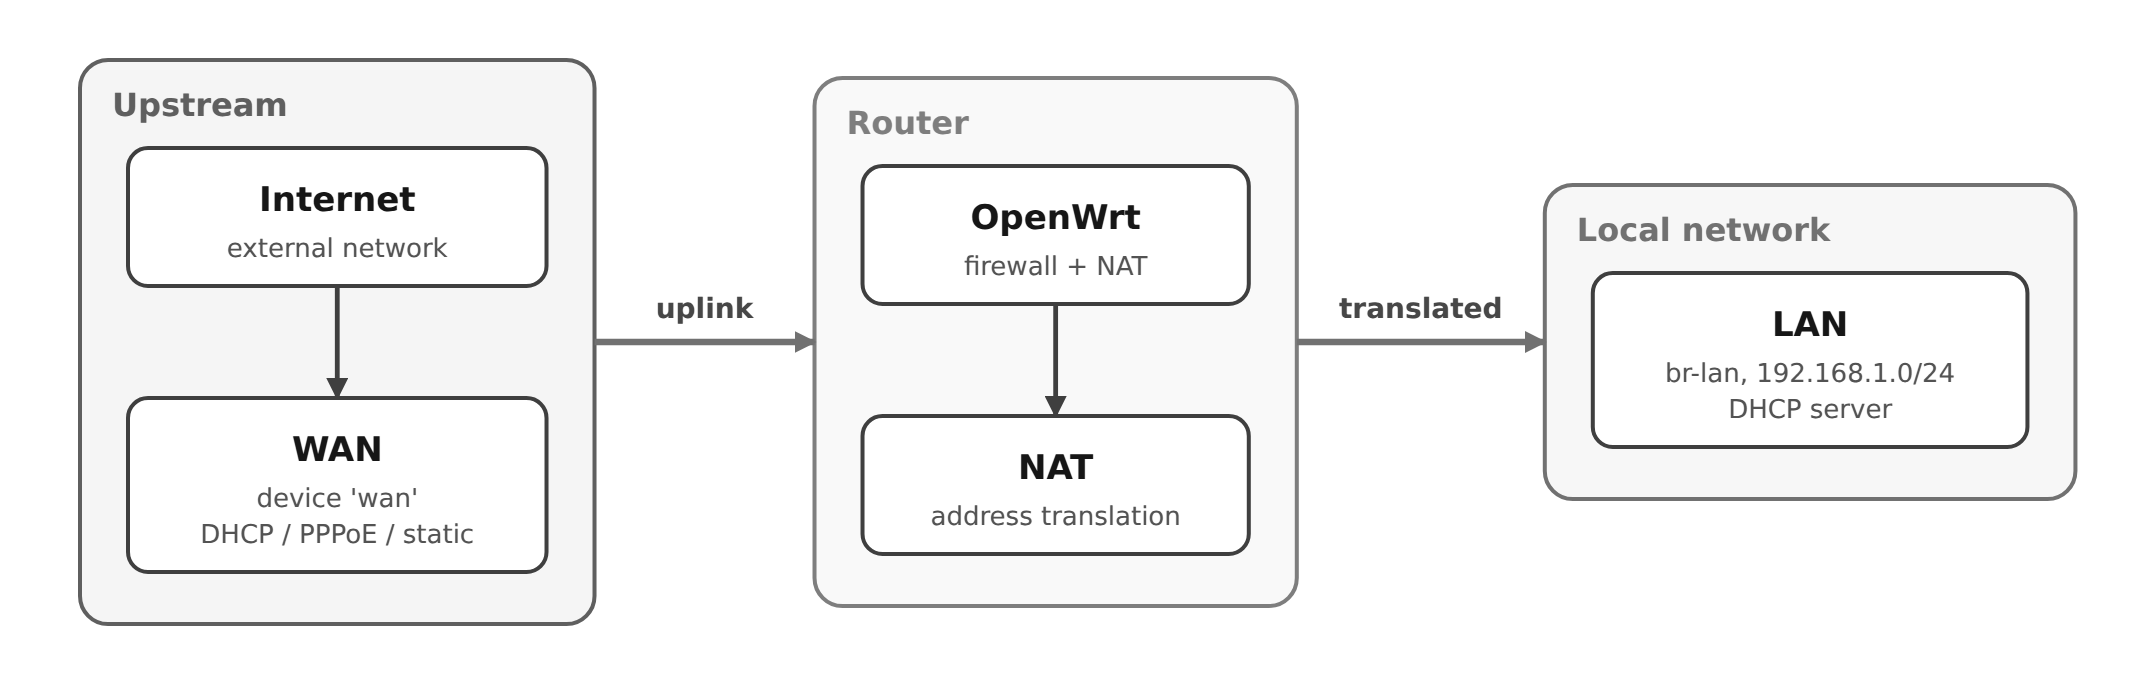 Upstream
Internet
external network
WAN
device 'wan'
DHCP / PPPoE / static
uplink
Router
OpenWrt
firewall + NAT
NAT
address translation
translated
Local network
LAN
br-lan, 192.168.1.0/24
DHCP server